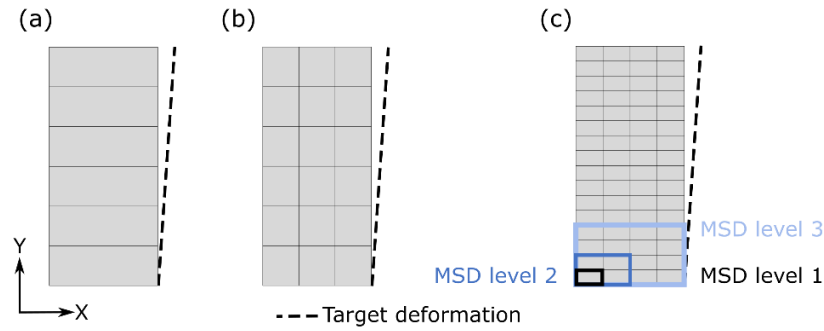 (a)
(b)
(c)
Y
X
MSD level 3
MSD level 2
MSD level 1
Target deformation